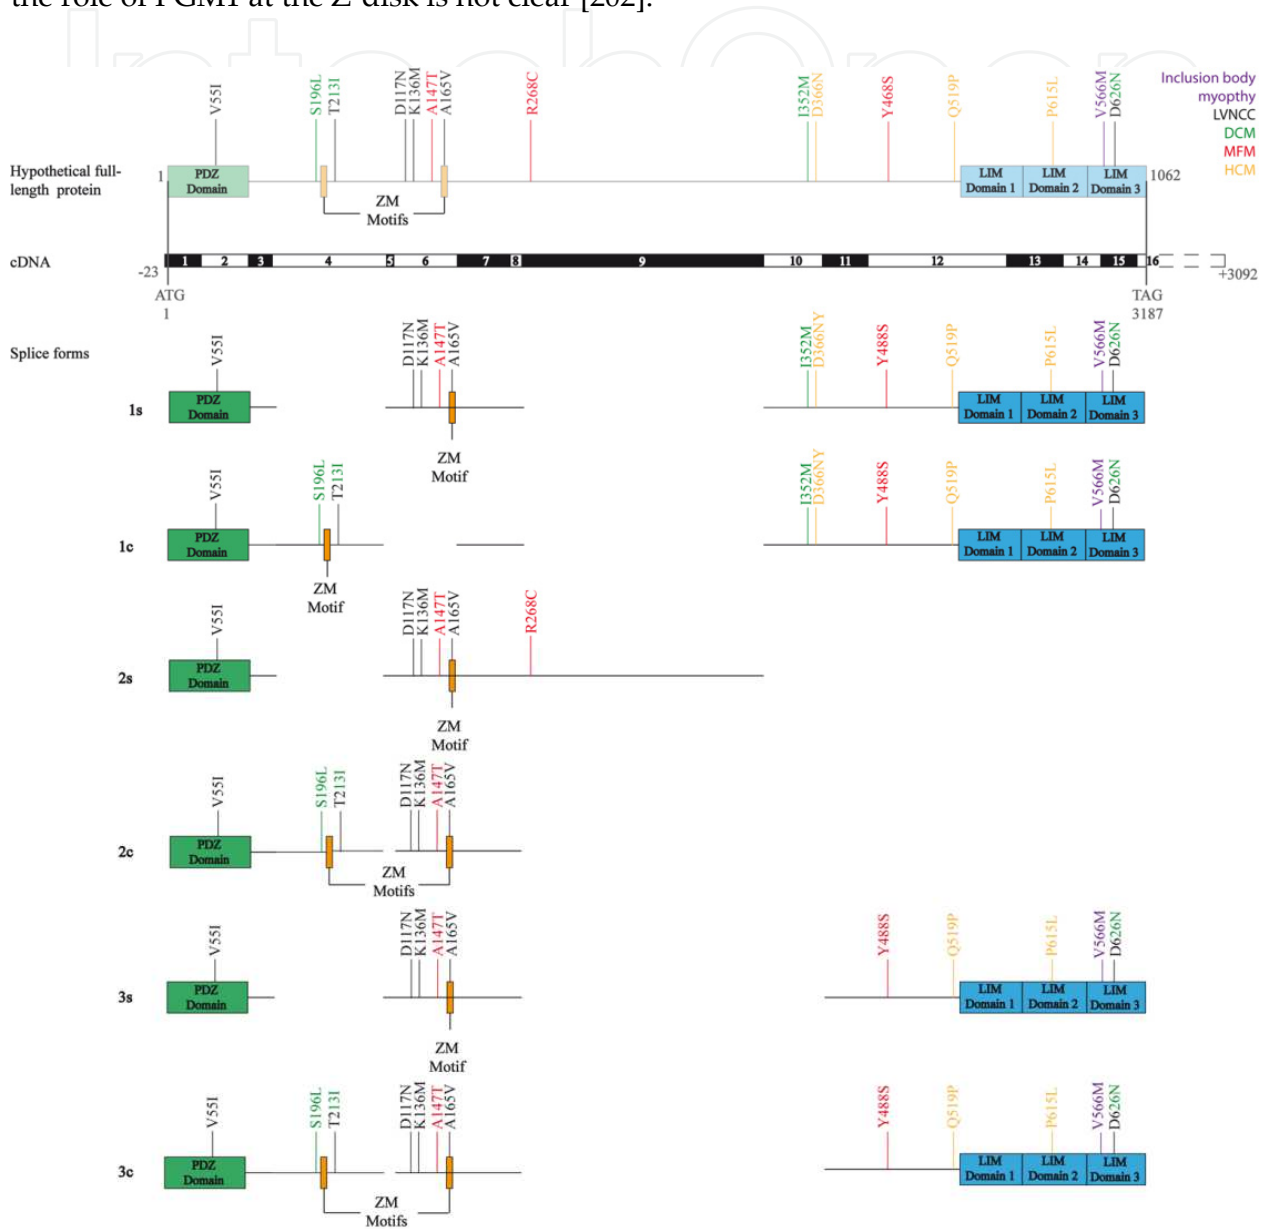 the role of PGM1 at the Z-disk is not clear [202].
IntechOpen
V55I S196L T213I D117N K136M A147T A165V R268C I352M D366N Y468S Q519P P615L V566M D626N
Inclusion body
myopthy
LVNCC
DCM
MFM
HCM
Hypothetical full-
length protein
1 PDZ
Domain
ZM
Motifs
LIM
Domain 1
LIM
Domain 2
LIM
Domain 3
1062
cDNA
-23 1 2 3 4 5 6 7 8 9 10 11 12 13 14 15 16 +3092
ATG
1
TAG
3187
Splice forms
V55I D117N K136M A147T A165V I352M D366NY Y488S Q519P P615L V566M D626N
1s
PDZ
Domain
ZM
Motif
LIM
Domain 1
LIM
Domain 2
LIM
Domain 3
V55I S196L T213I I352M D366NY Y488S Q519P P615L V566M D626N
1c
PDZ
Domain
ZM
Motif
LIM
Domain 1
LIM
Domain 2
LIM
Domain 3
V55I D117N K136M A147T A165V R268C
2s
PDZ
Domain
ZM
Motif
V55I S196L T213I D117N K136M A147T A165V
2c
PDZ
Domain
ZM
Motifs
V55I D117N K136M A147T A165V Y488S Q519P P615L V566M D626N
3s
PDZ
Domain
ZM
Motif
LIM
Domain 1
LIM
Domain 2
LIM
Domain 3
V55I S196L T213I D117N K136M A147T A165V Y488S Q519P P615L V566M D626N
3c
PDZ
Domain
ZM
Motifs
LIM
Domain 1
LIM
Domain 2
LIM
Domain 3